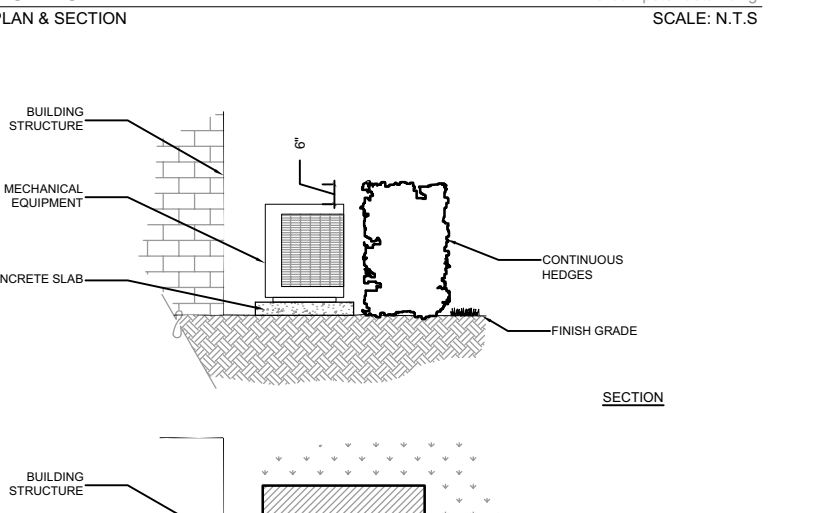 PLAN & SECTION
SCALE: N.T.S
BUILDING
STRUCTURE
6"
MECHANICAL
EQUIPMENT
CONTINUOUS
HEDGES
NCRETE SLAB
FINISH GRADE
SECTION
BUILDING
STRUCTURE